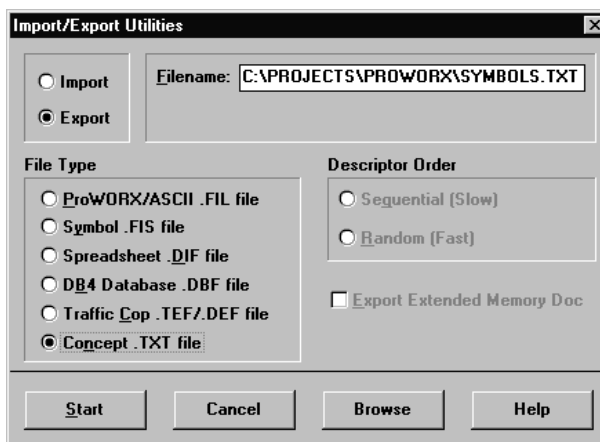 Import/Export Utilities
Import
Export
Filename: C:\PROJECTS\PROWORX\SYMBOLS.TXT
File Type
ProWORX/ASCII .FIL file
Symbol .FIS file
Spreadsheet .DIF file
DB4 Database .DBF file
Traffic Cop .TEF/.DEF file
Concept .TXT file
Descriptor Order
Sequential (Slow)
Random (Fast)
Export Extended Memory Doc
Start Cancel Browse Help